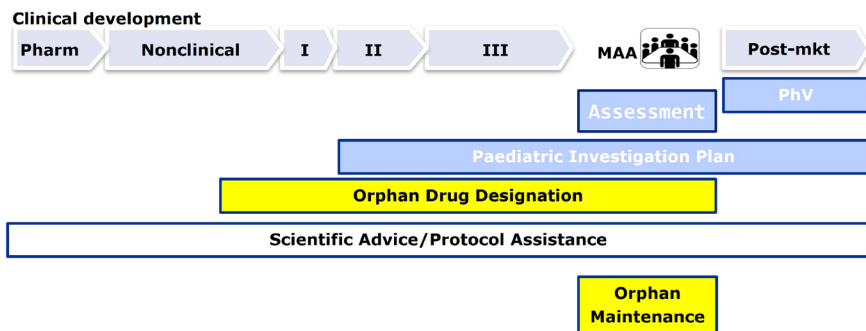 Clinical development
Pharm Nonclinical I II III MAA Post-mkt
PhV
Assessment
Paediatric Investigation Plan
Orphan Drug Designation
Scientific Advice/Protocol Assistance
Orphan
Maintenance